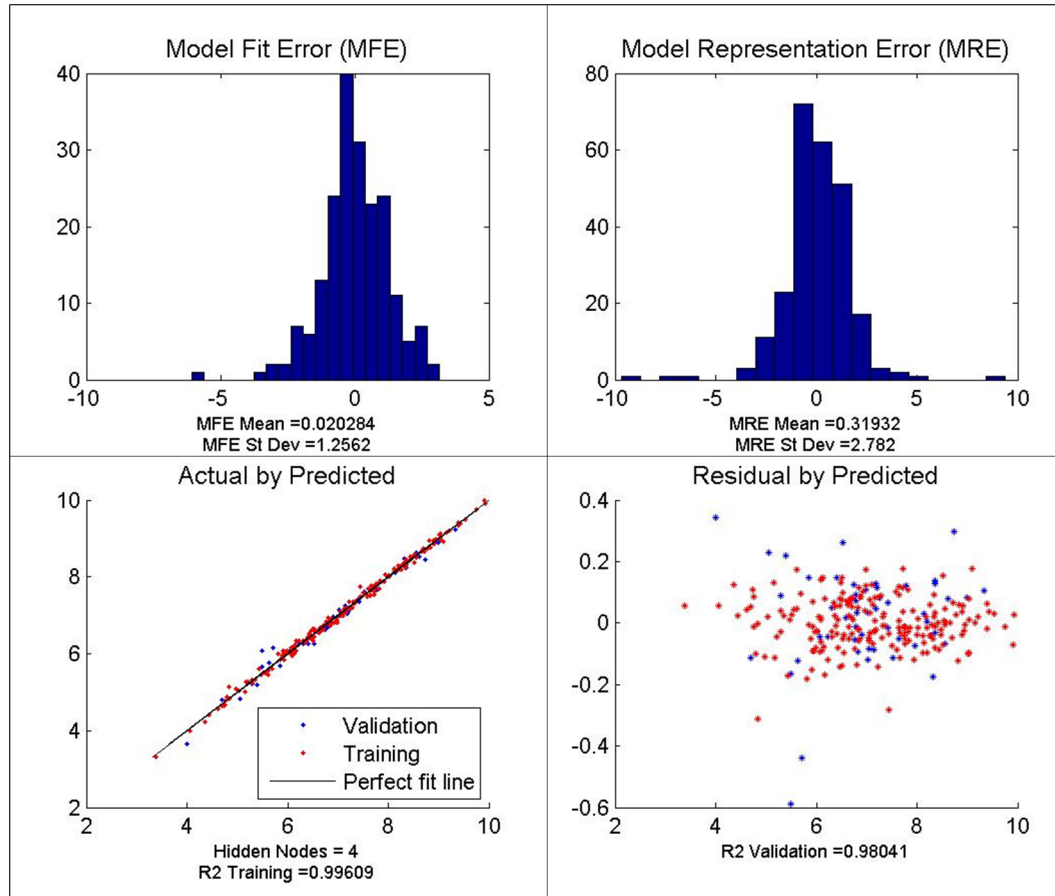 Model Fit Error (MFE)
40
30
20
10
0
-10
-5
0
5
MFE Mean =0.020284
MFE St Dev =1.2562
Model Representation Error (MRE)
80
60
40
20
0
-10
-5
0
5
10
MRE Mean =0.31932
MRE St Dev =2.782
Actual by Predicted
10
8
6
4
2
Validation
Training
Perfect fit line
2
4
6
8
10
Hidden Nodes = 4
R2 Training =0.99609
Residual by Predicted
0.4
0.2
0
-0.2
-0.4
-0.6
2
4
6
8
10
R2 Validation =0.98041